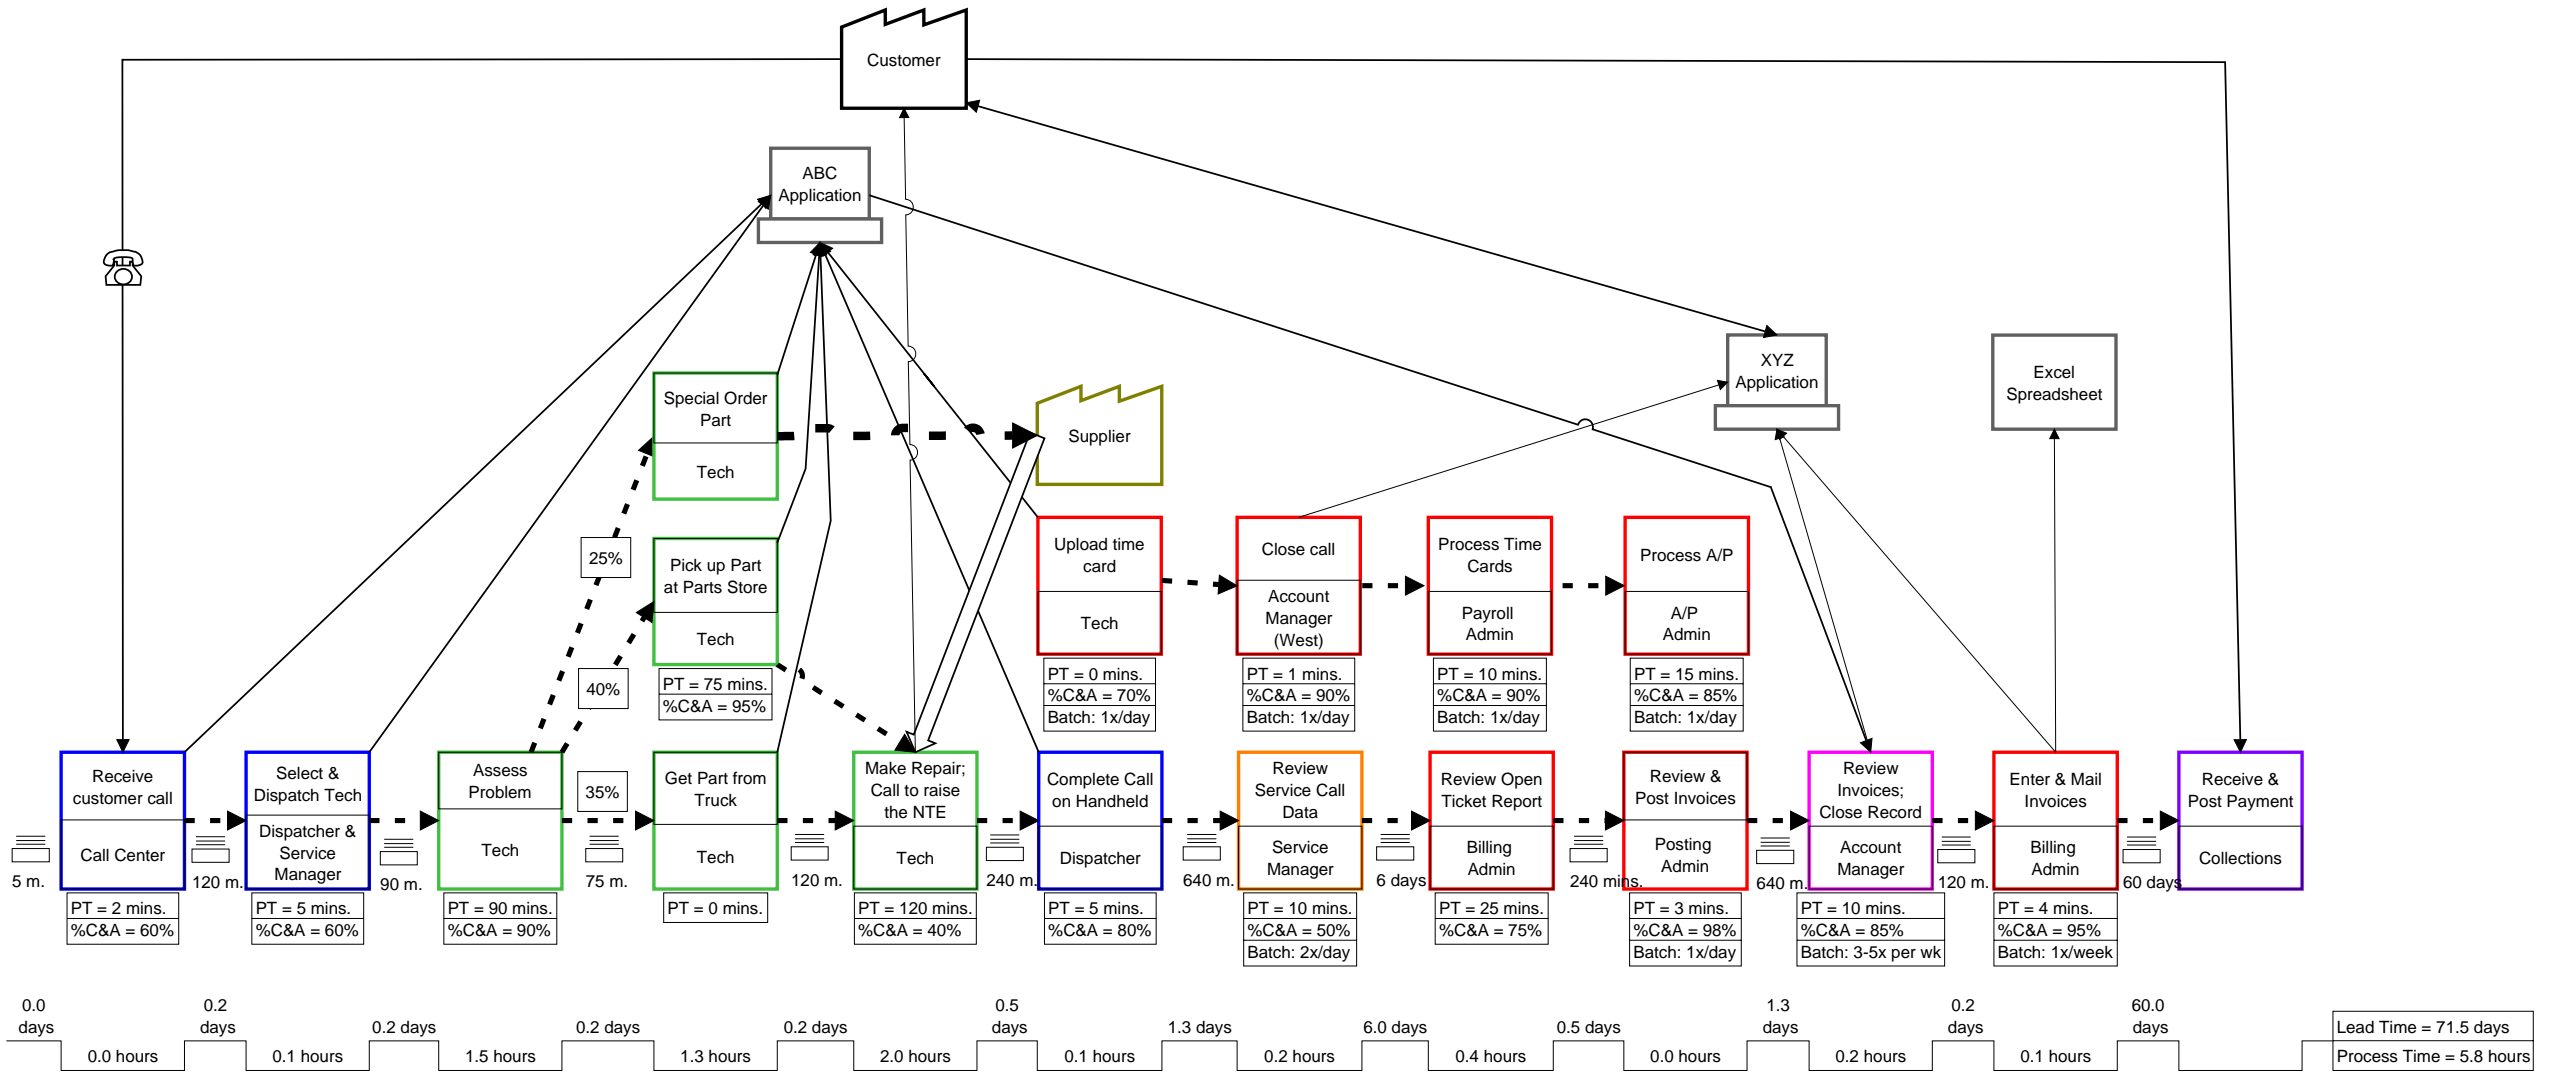 Customer
ABC
Application
XYZ
Application
Excel
Spreadsheet
Special Order
Part
Tech
Supplier
25%
Pick up Part
at Parts Store
Tech
PT = 75 mins.
%C&A = 95%
40%
Upload time
card
Tech
PT = 0 mins.
%C&A = 70%
Batch: 1x/day
Close call
Account
Manager
(West)
PT = 1 mins.
%C&A = 90%
Batch: 1x/day
Process Time
Cards
Payroll
Admin
PT = 10 mins.
%C&A = 90%
Batch: 1x/day
Process A/P
A/P
Admin
PT = 15 mins.
%C&A = 85%
Batch: 1x/day
5 m.
Receive
customer call
Call Center
PT = 2 mins.
%C&A = 60%
120 m.
Select &
Dispatch Tech
Dispatcher &
Service
Manager
PT = 5 mins.
%C&A = 60%
90 m.
Assess
Problem
Tech
PT = 90 mins.
%C&A = 90%
35%
75 m.
Get Part from
Truck
Tech
PT = 0 mins.
120 m.
Make Repair;
Call to raise
the NTE
Tech
PT = 120 mins.
%C&A = 40%
240 m.
Complete Call
on Handheld
Dispatcher
PT = 5 mins.
%C&A = 80%
640 m.
Review
Service Call
Data
Service
Manager
PT = 10 mins.
%C&A = 50%
Batch: 2x/day
6 days
Review Open
Ticket Report
Billing
Admin
PT = 25 mins.
%C&A = 75%
240 mins.
Review &
Post Invoices
Posting
Admin
PT = 3 mins.
%C&A = 98%
Batch: 1x/day
640 m.
Review
Invoices;
Close Record
Account
Manager
PT = 10 mins.
%C&A = 85%
Batch: 3-5x per wk
120 m.
Enter & Mail
Invoices
Billing
Admin
PT = 4 mins.
%C&A = 95%
Batch: 1x/week
60 days
Receive &
Post Payment
Collections
0.0
days
0.0 hours
0.2
days
0.1 hours
0.2 days
1.5 hours
0.2 days
1.3 hours
0.2 days
2.0 hours
0.5
days
0.1 hours
1.3 days
0.2 hours
6.0 days
0.4 hours
0.5 days
0.0 hours
1.3
days
0.2 hours
0.2
days
0.1 hours
60.0
days
Lead Time = 71.5 days
Process Time = 5.8 hours